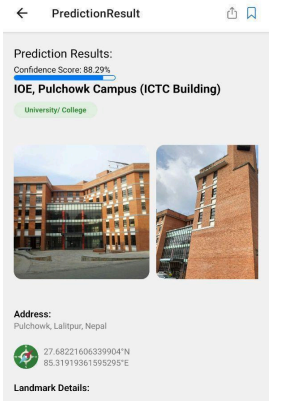 PredictionResult
Prediction Results:
Confidence Score: 88.29%
IOE, Pulchowk Campus (ICTC Building)
University/ College
Address:
Pulchowk, Lalitpur, Nepal
27.68221606339904°N
85.31919361595295°E
Landmark Details: